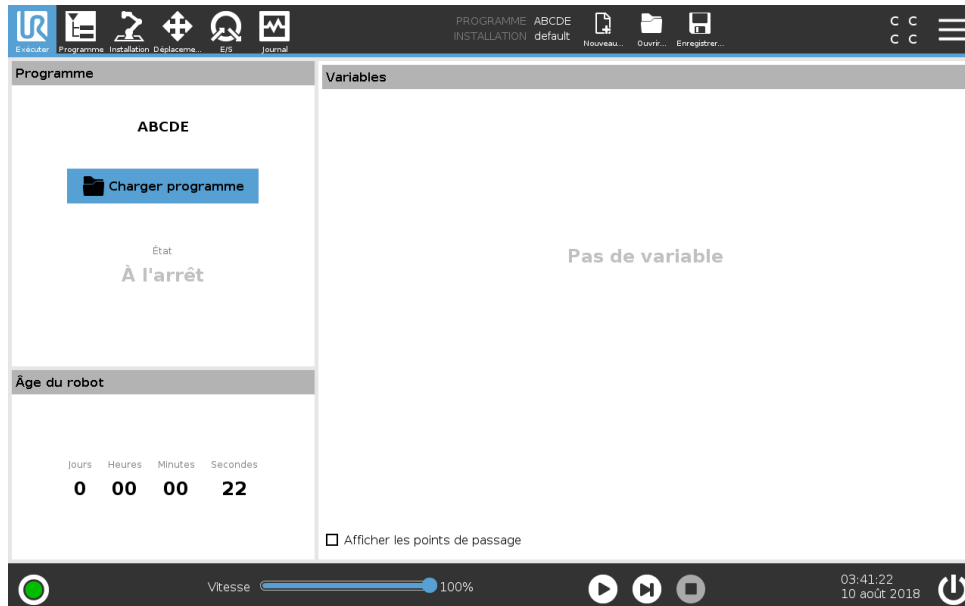 UR
PROGRAMME ABCDE
INSTALLATION default
C C
C C
Exécuter Programme Installation Déplaceme... E/S Journal
Nouveau... Ouvrir... Enregistrer...
Programme
ABCDE
Charger programme
État
À l'arrêt
Variables
Pas de variable
Âge du robot
Jours Heures Minutes Secondes
0 00 00 22
Afficher les points de passage
Vitesse 100%
03:41:22
10 août 2018